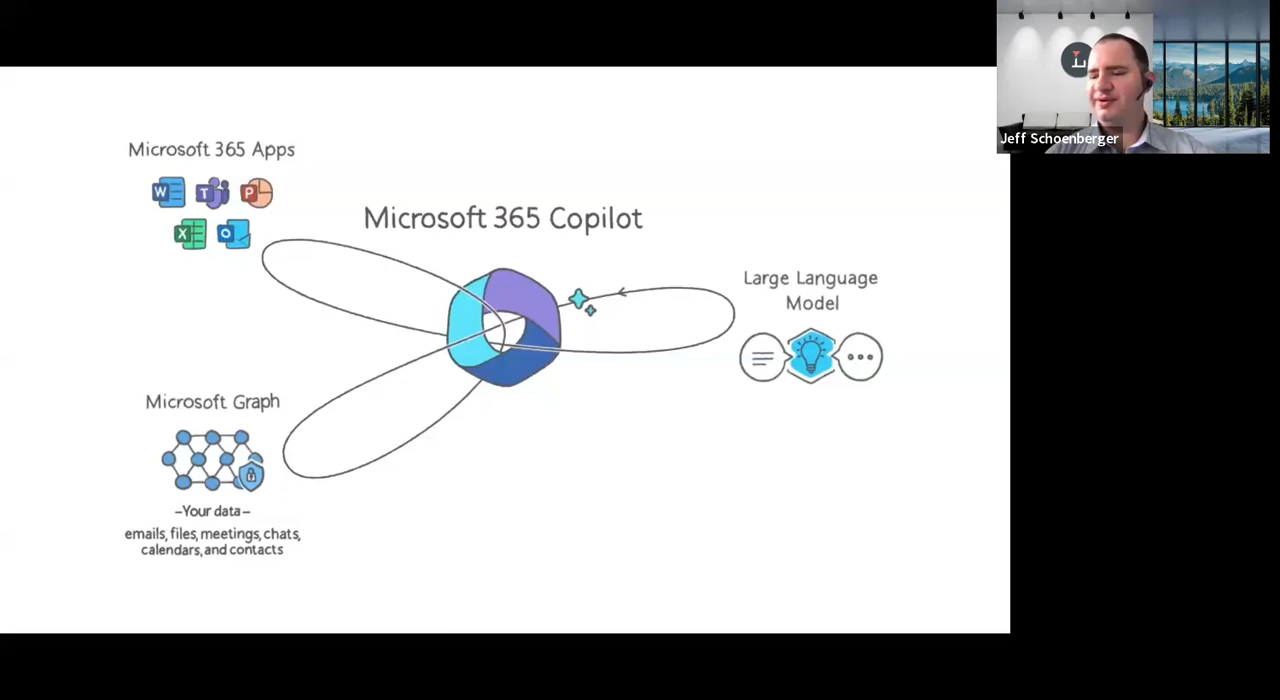 Microsoft 365 Apps
W
T
P
X
O
Microsoft 365 Copilot
Large Language
Model
Microsoft Graph
–Your data–
emails, files, meetings, chats,
calendars, and contacts
L
Jeff Schoenberger